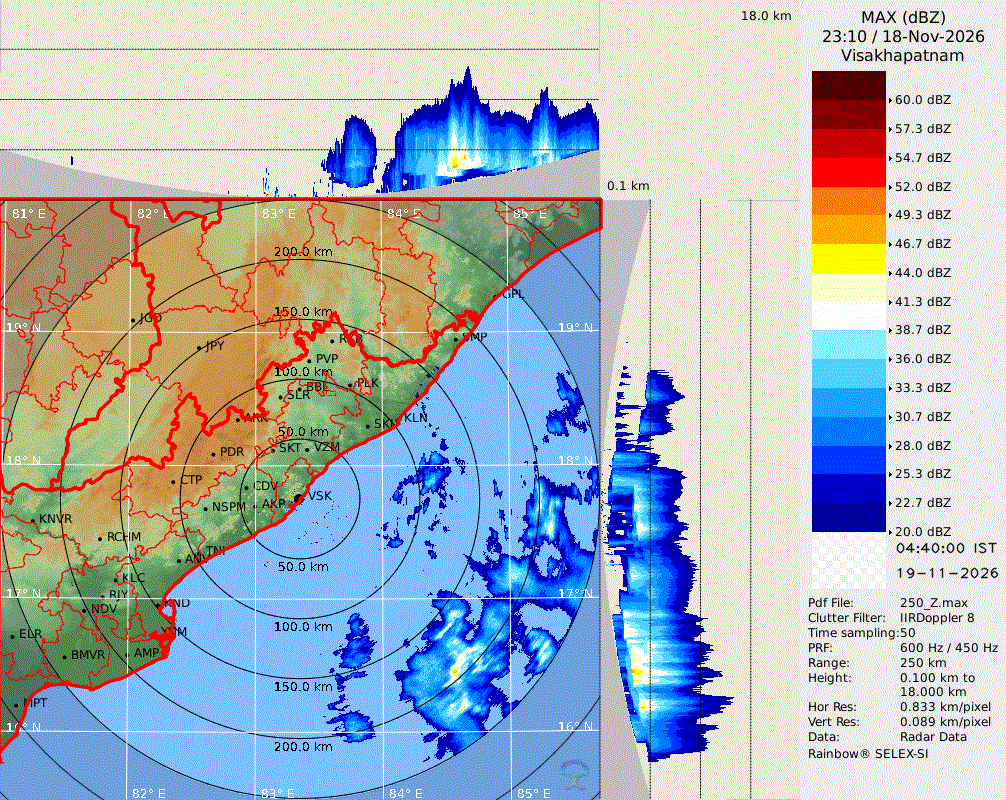 18.0 km
0.1 km
MAX (dBZ)
23:10 / 18-Nov-2026
Visakhapatnam
60.0 dBZ
57.3 dBZ
54.7 dBZ
52.0 dBZ
49.3 dBZ
46.7 dBZ
44.0 dBZ
41.3 dBZ
38.7 dBZ
36.0 dBZ
33.3 dBZ
30.7 dBZ
28.0 dBZ
25.3 dBZ
22.7 dBZ
20.0 dBZ
04:40:00 IST
19-11-2026
Pdf File: 250_Z.max
Clutter Filter: IIRDoppler 8
Time sampling:50
PRF: 600 Hz / 450 Hz
Range: 250 km
Height: 0.100 km to
18.000 km
Hor Res: 0.833 km/pixel
Vert Res: 0.089 km/pixel
Data: Radar Data
Rainbow® SELEX-SI
81° E
82° E
83° E
84° E
85° E
200.0 km
GPL
150.0 km
JGD
19° N
19° N
JPY
PVP
100.0 km
BBL
PLK
SLR
KLN
50.0 km
SKT
VZM
PDR
18° N
18° N
CTP
CDV
VSK
NSPM
AKP
KNVR
RCHM
TNI
50.0 km
KLC
RJY
17° N
17° N
NDV
KND
100.0 km
ELR
YNM
BMVR
AMP
150.0 km
MPT
16° N
16° N
200.0 km
82° E
83° E
84° E
85° E